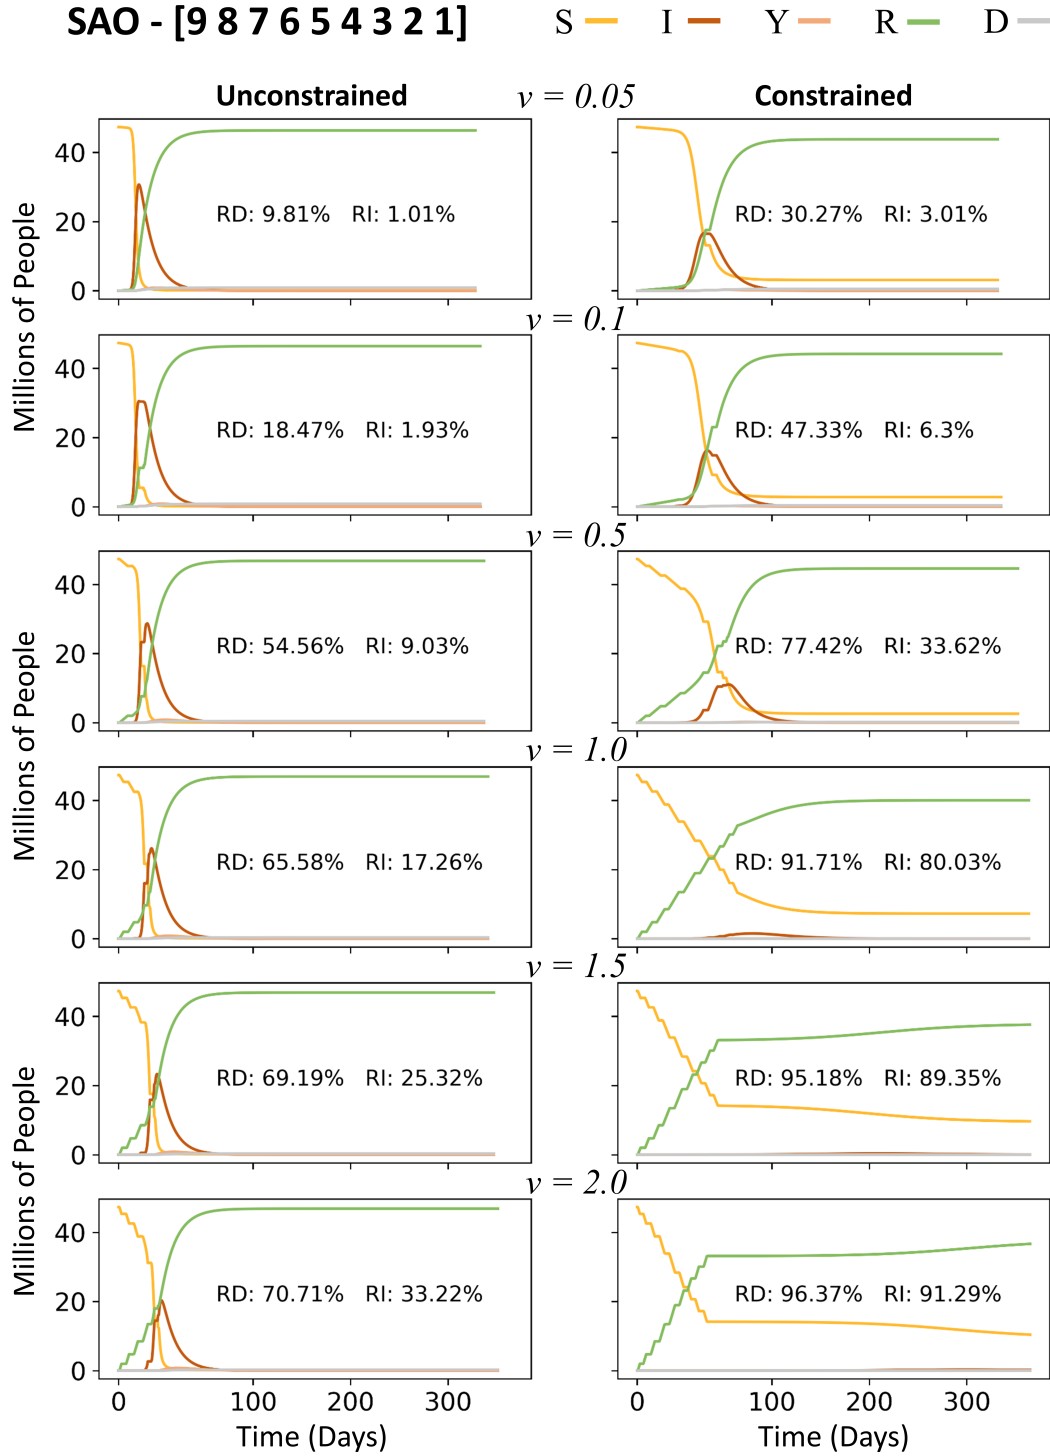 SAO - [9 8 7 6 5 4 3 2 1] S I Y R D
Unconstrained v = 0.05 Constrained
40
20
0
RD: 9.81% RI: 1.01%
RD: 30.27% RI: 3.01%
Millions of People
v = 0.1
40
20
0
RD: 18.47% RI: 1.93%
RD: 47.33% RI: 6.3%
v = 0.5
40
20
0
RD: 54.56% RI: 9.03%
RD: 77.42% RI: 33.62%
Millions of People
v = 1.0
40
20
0
RD: 65.58% RI: 17.26%
RD: 91.71% RI: 80.03%
v = 1.5
40
20
0
RD: 69.19% RI: 25.32%
RD: 95.18% RI: 89.35%
Millions of People
v = 2.0
40
20
0
RD: 70.71% RI: 33.22%
RD: 96.37% RI: 91.29%
0 100 200 300
0 100 200 300
Time (Days)
Time (Days)